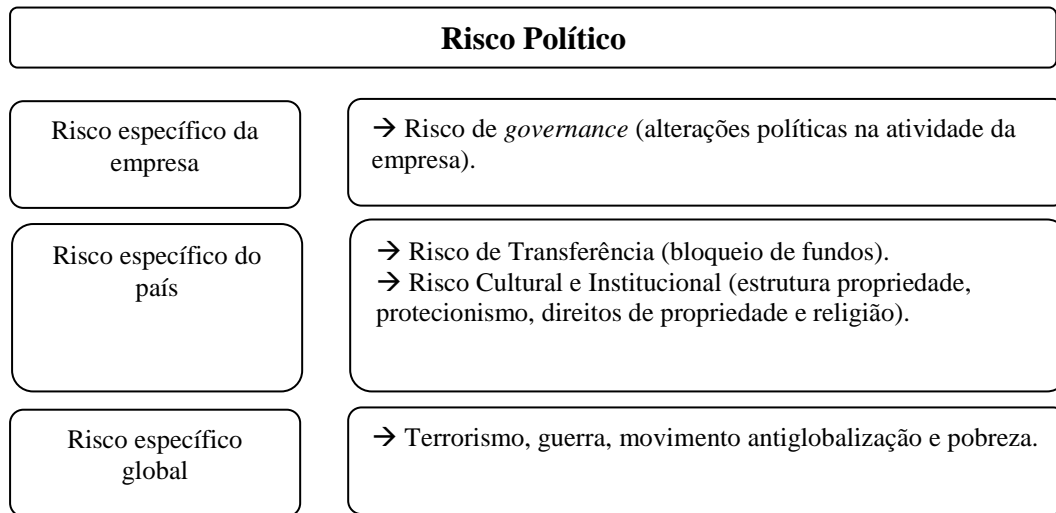 Risco Político
Risco específico da
empresa
→ Risco de governance (alterações políticas na atividade da
empresa).
Risco específico do
país
→ Risco de Transferência (bloqueio de fundos).
→ Risco Cultural e Institucional (estrutura propriedade,
protecionismo, direitos de propriedade e religião).
Risco específico
global
→ Terrorismo, guerra, movimento antiglobalização e pobreza.